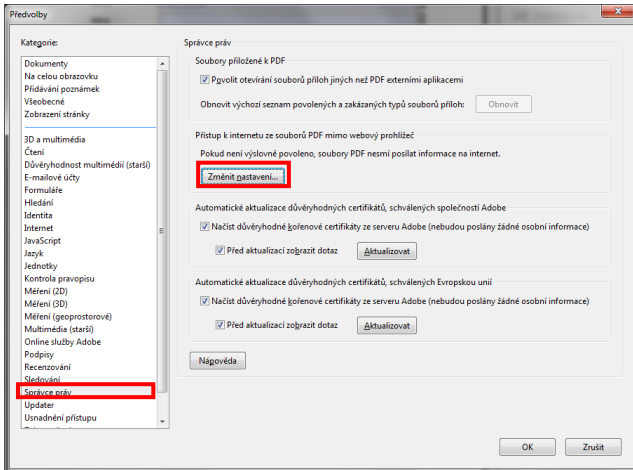 Předvolby
Kategorie:
Dokumenty
Na celou obrazovku
Přidávání poznámek
Všeobecné
Zobrazení stránky
3D a multimédia
Čtení
Důvěryhodnost multimédií (starší)
E-mailové účty
Formuláře
Hledání
Identita
Internet
JavaScript
Jazyk
Jednotky
Kontrola pravopisu
Měření (2D)
Měření (3D)
Měření (geoprostorové)
Multimédia (starší)
Online služby Adobe
Podpisy
Recenzování
Sledování
Správce práv
Updater
Usnadnění přístupu
Správce práv
Soubory přiložené k PDF
Povolit otevírání souborů příloh jiných než PDF externími aplikacemi
Obnovit výchozí seznam povolených a zakázaných typů souborů příloh:
Obnovit
Přístup k internetu ze souborů PDF mimo webový prohlížeč
Pokud není výslovně povoleno, soubory PDF nesmí posílat informace na internet.
Změnit nastavení...
Automatické aktualizace důvěryhodných certifikátů, schválených společností Adobe
Načíst důvěryhodné kořenové certifikáty ze serveru Adobe (nebudou poslány žádné osobní informace)
Před aktualizací zobrazit dotaz
Aktualizovat
Automatické aktualizace důvěryhodných certifikátů, schválených Evropskou unií
Načíst důvěryhodné kořenové certifikáty ze serveru Adobe (nebudou poslány žádné osobní informace)
Před aktualizací zobrazit dotaz
Aktualizovat
Nápověda
OK
Zrušit